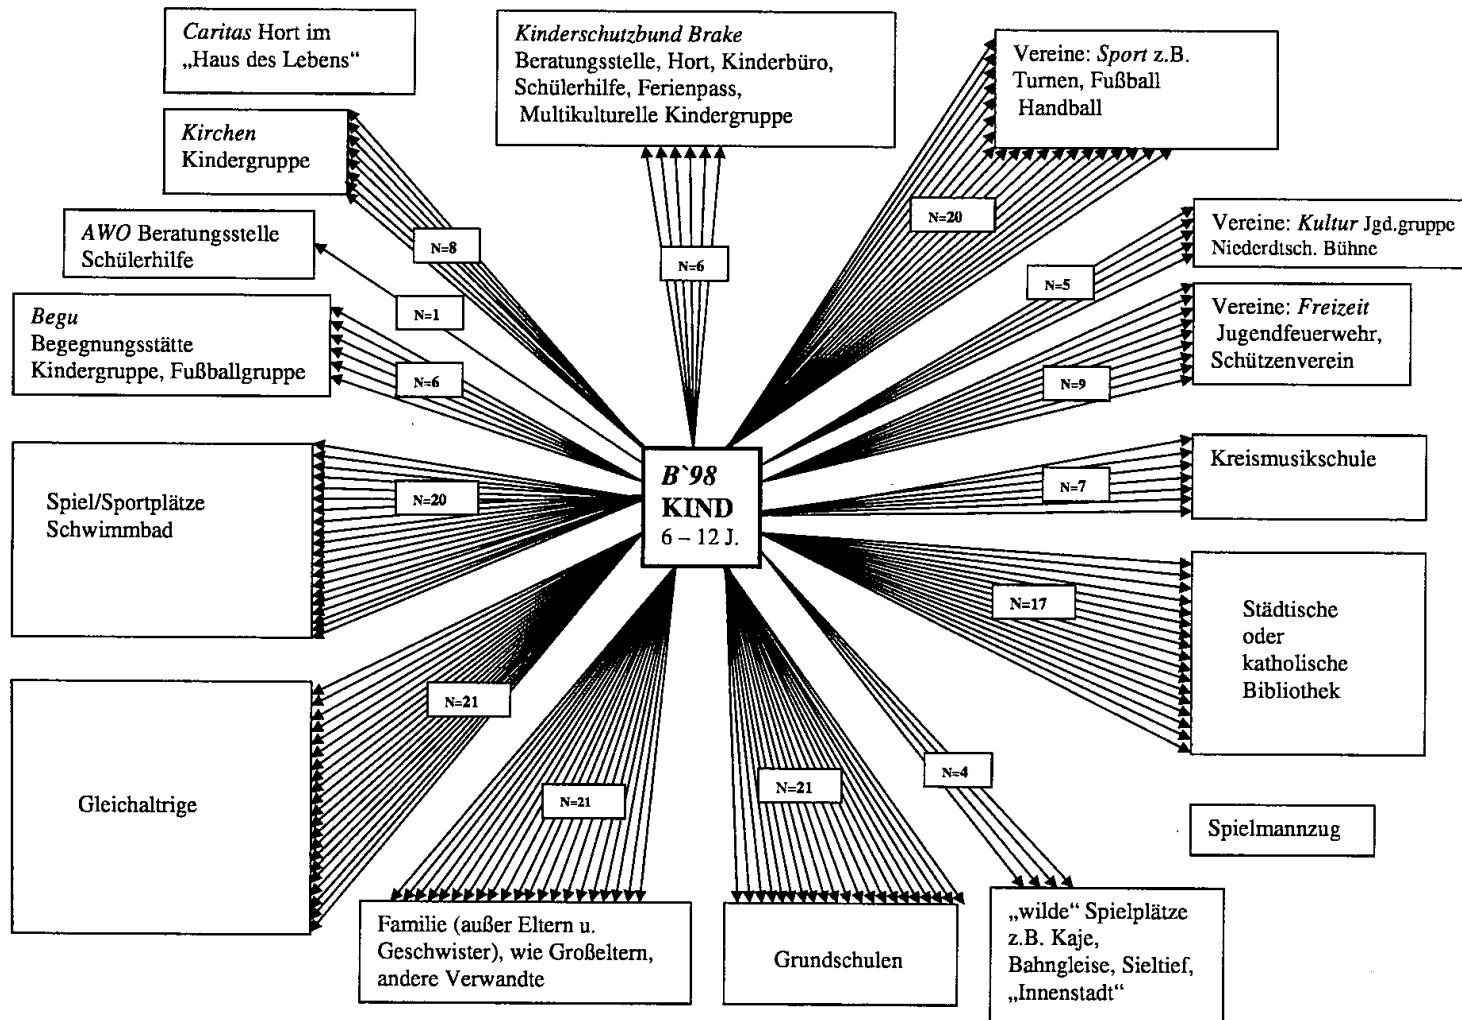 Caritas Hort im
„Haus des Lebens“
Kinderschutzbund Brake
Beratungsstelle, Hort, Kinderbüro,
Schülerhilfe, Ferienpass,
Multikulturelle Kindergruppe
Vereine: Sport z.B.
Turnen, Fußball
Handball
Kirchen
Kindergruppe
AWO Beratungsstelle
Schülerhilfe
N=8
N=6
N=20
Vereine: Kultur Jgd.gruppe
Niederdtsch. Bühne
N=5
Begu
Begegnungsstätte
Kindergruppe, Fußballgruppe
N=1
N=6
Vereine: Freizeit
Jugendfeuerwehr,
Schützenverein
N=9
Spiel/Sportplätze
Schwimmbad
N=20
B`98
KIND
6 – 12 J.
N=7
Kreismusikschule
N=17
Städtische
oder
katholische
Bibliothek
Gleichaltrige
N=21
N=21
N=21
N=4
Spielmannzug
Familie (außer Eltern u.
Geschwister), wie Großeltern,
andere Verwandte
Grundschulen
„wilde“ Spielplätze
z.B. Kaje,
Bahngleise, Sieltief,
„Innenstadt“